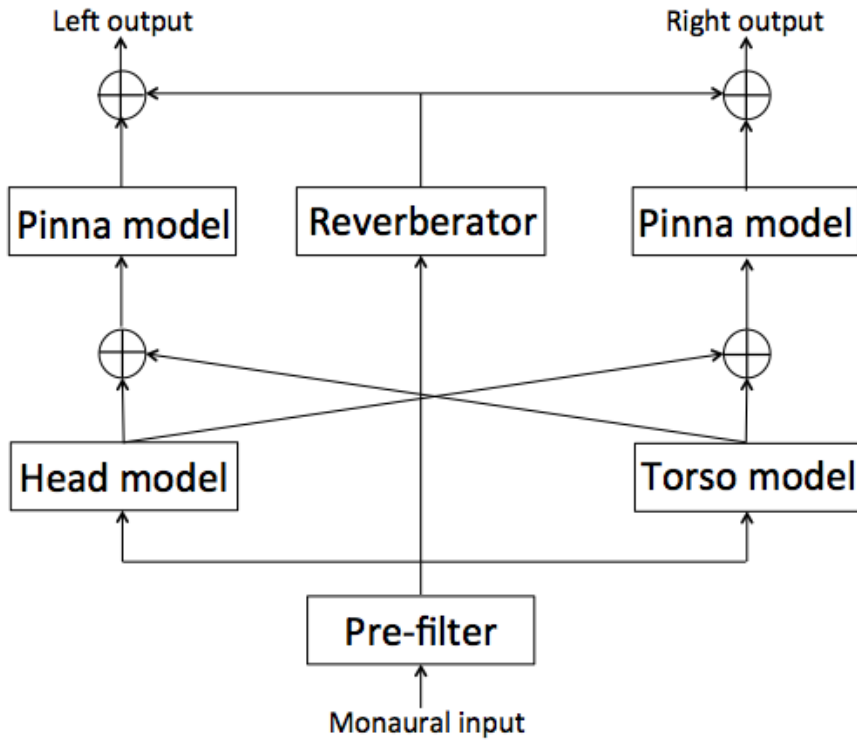 Left output
Right output
Pinna model
Reverberator
Pinna model
Head model
Torso model
Pre-filter
Monaural input